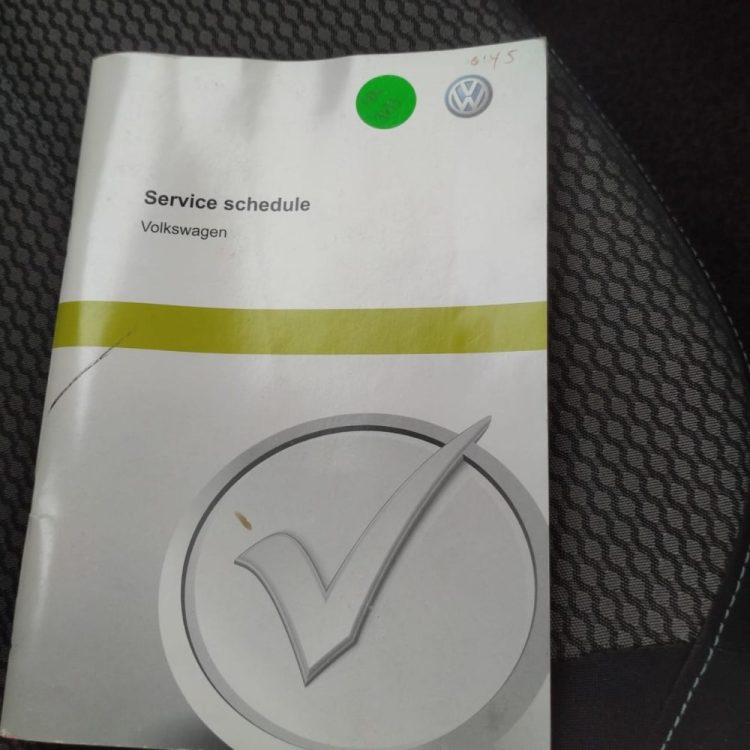 Service schedule
Volkswagen